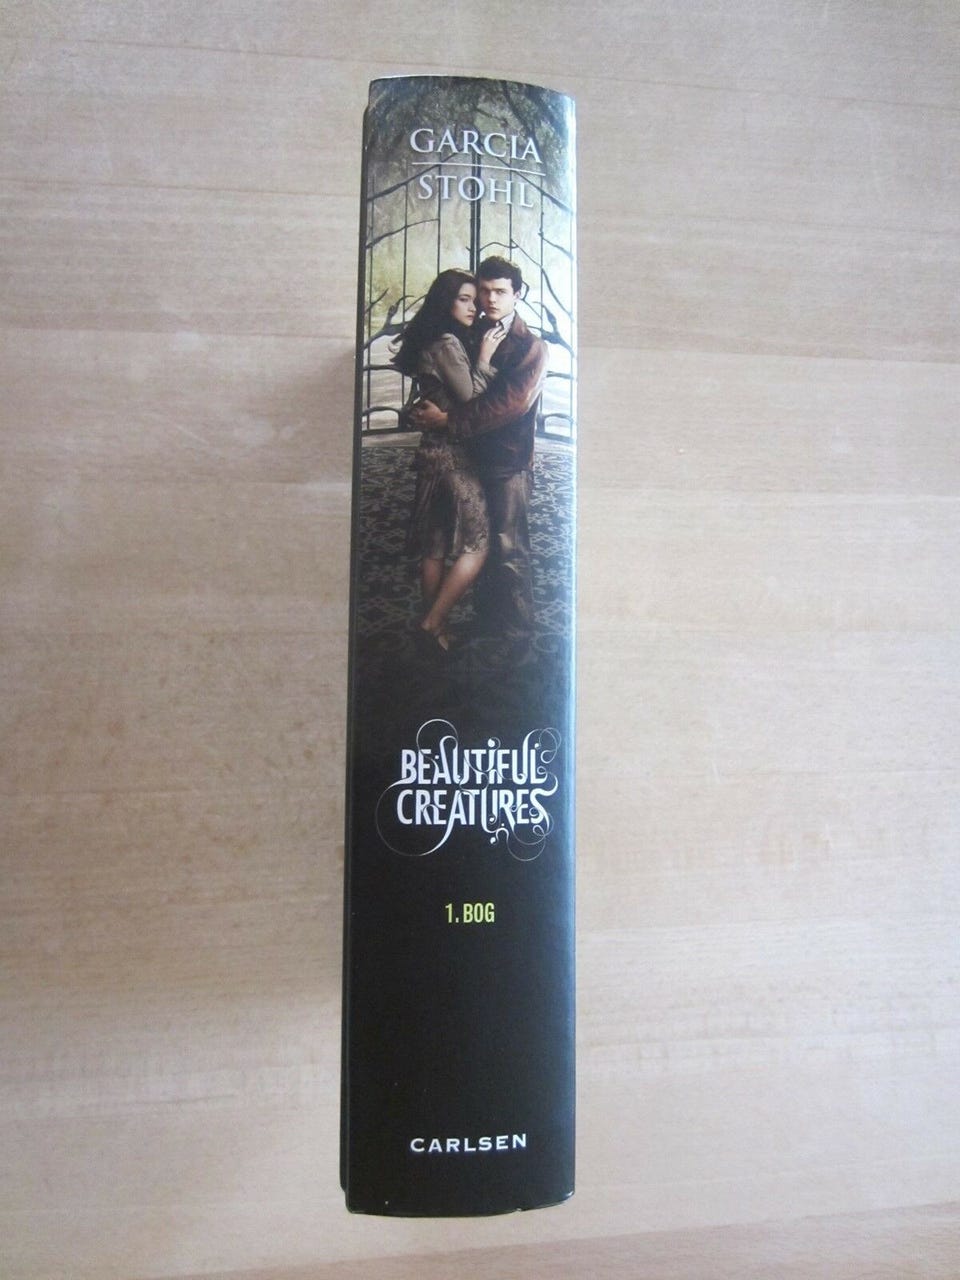 GARCIA
STOHL
BEAUTIFUL
CREATURES
1. BOG
CARLSEN